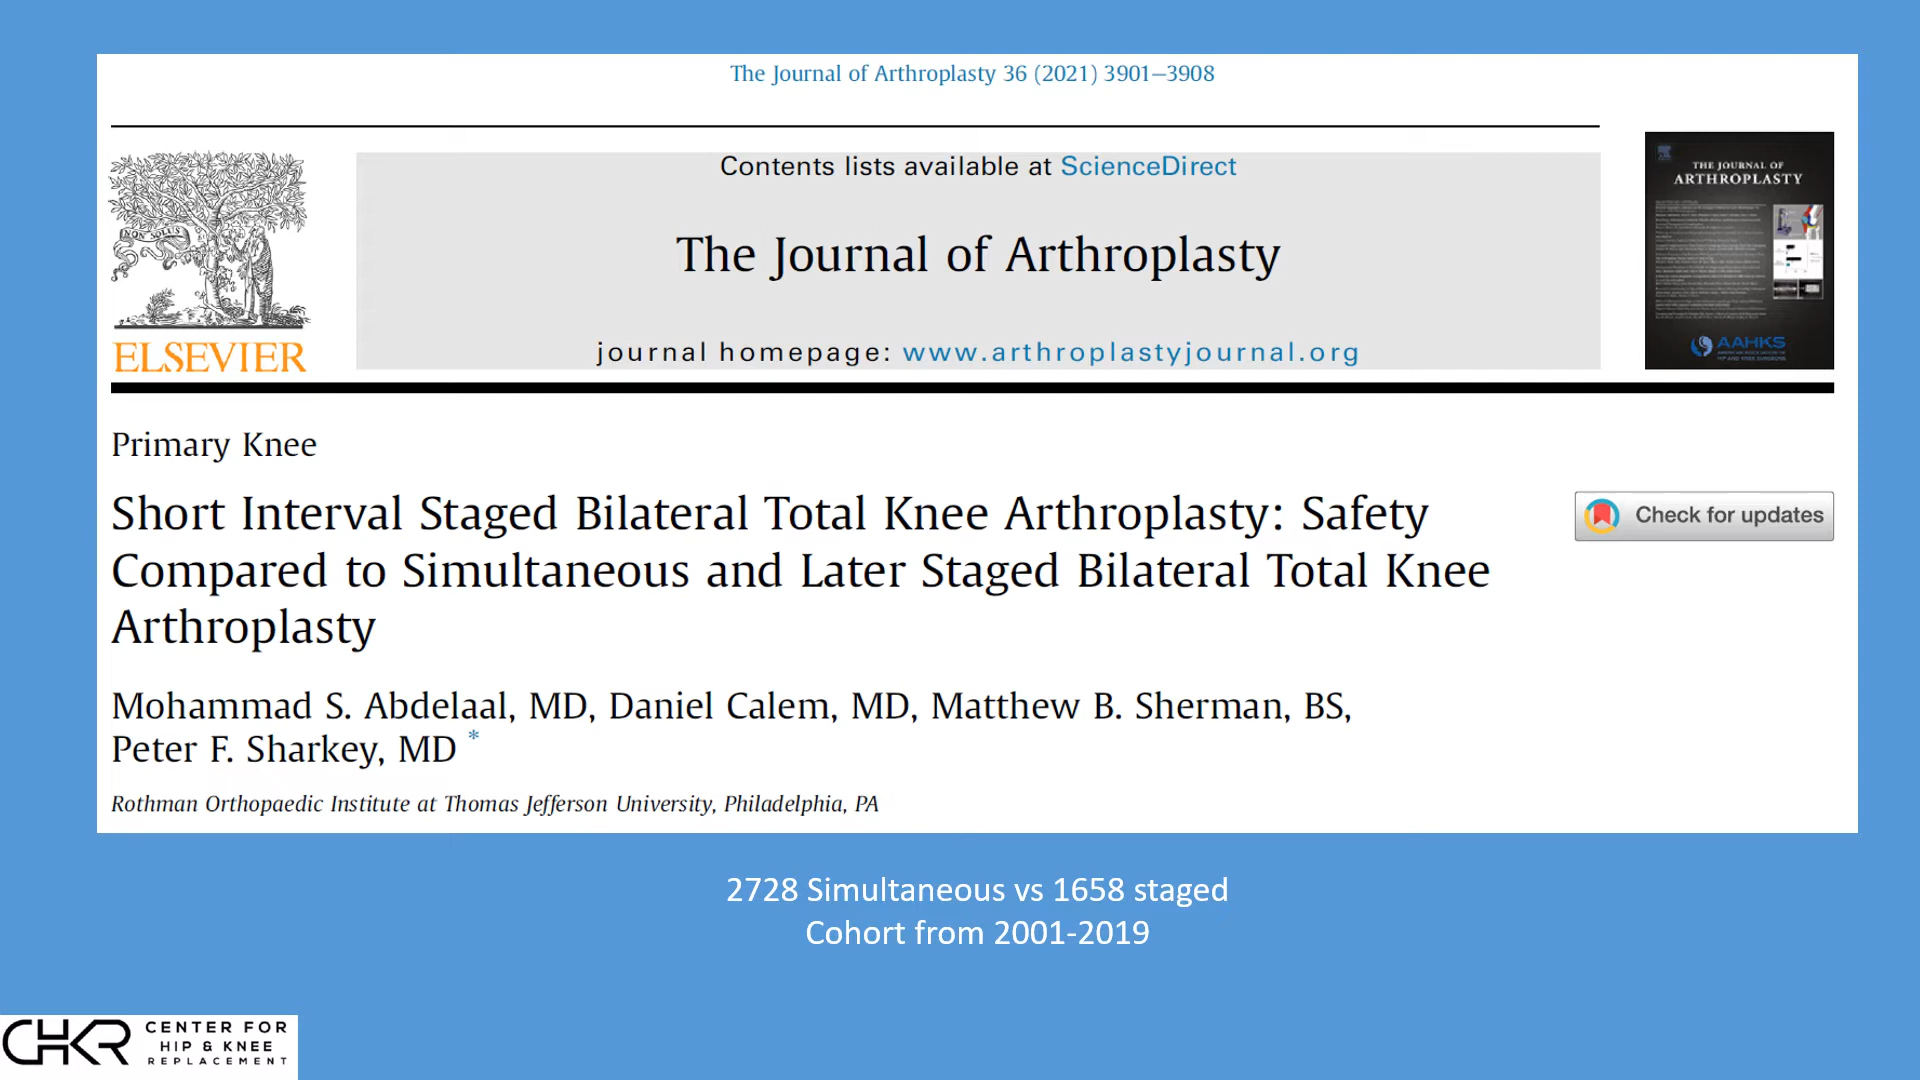 The Journal of Arthroplasty 36 (2021) 3901–3908
Contents lists available at ScienceDirect
The Journal of Arthroplasty
journal homepage: www.arthroplastyjournal.org
NON SOLUS
ELSEVIER
THE JOURNAL OF
ARTHROPLASTY
AAHKS
Primary Knee
Short Interval Staged Bilateral Total Knee Arthroplasty: Safety
Compared to Simultaneous and Later Staged Bilateral Total Knee
Arthroplasty
Check for updates
Mohammad S. Abdelaal, MD, Daniel Calem, MD, Matthew B. Sherman, BS,
Peter F. Sharkey, MD *
Rothman Orthopaedic Institute at Thomas Jefferson University, Philadelphia, PA
2728 Simultaneous vs 1658 staged
Cohort from 2001-2019
CHKR
CENTER FOR
HIP & KNEE
REPLACEMENT